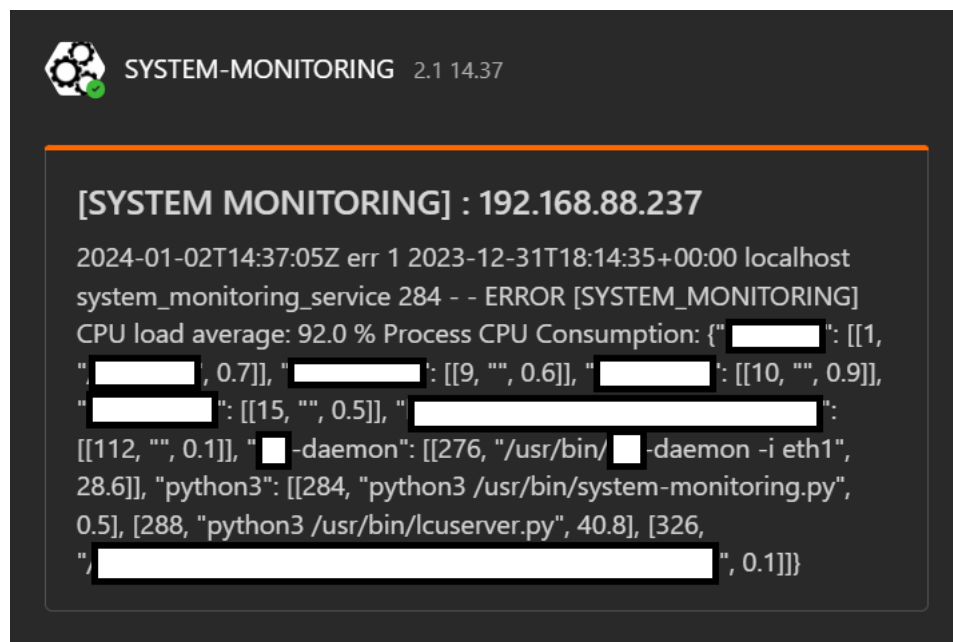 SYSTEM-MONITORING 2.1 14.37
[SYSTEM MONITORING] : 192.168.88.237
2024-01-02T14:37:05Z err 1 2023-12-31T18:14:35+00:00 localhost
system_monitoring_service 284 - - ERROR [SYSTEM_MONITORING]
CPU load average: 92.0 % Process CPU Consumption: {" ": [[1,
"/ ", 0.7]], " ": [[9, "", 0.6]], " ": [[10, "", 0.9]],
" ": [[15, "", 0.5]], " ":
[[112, "", 0.1]], " -daemon": [[276, "/usr/bin/ -daemon -i eth1",
28.6]], "python3": [[284, "python3 /usr/bin/system-monitoring.py",
0.5], [288, "python3 /usr/bin/lcuserver.py", 40.8], [326,
"/ ", 0.1]]}